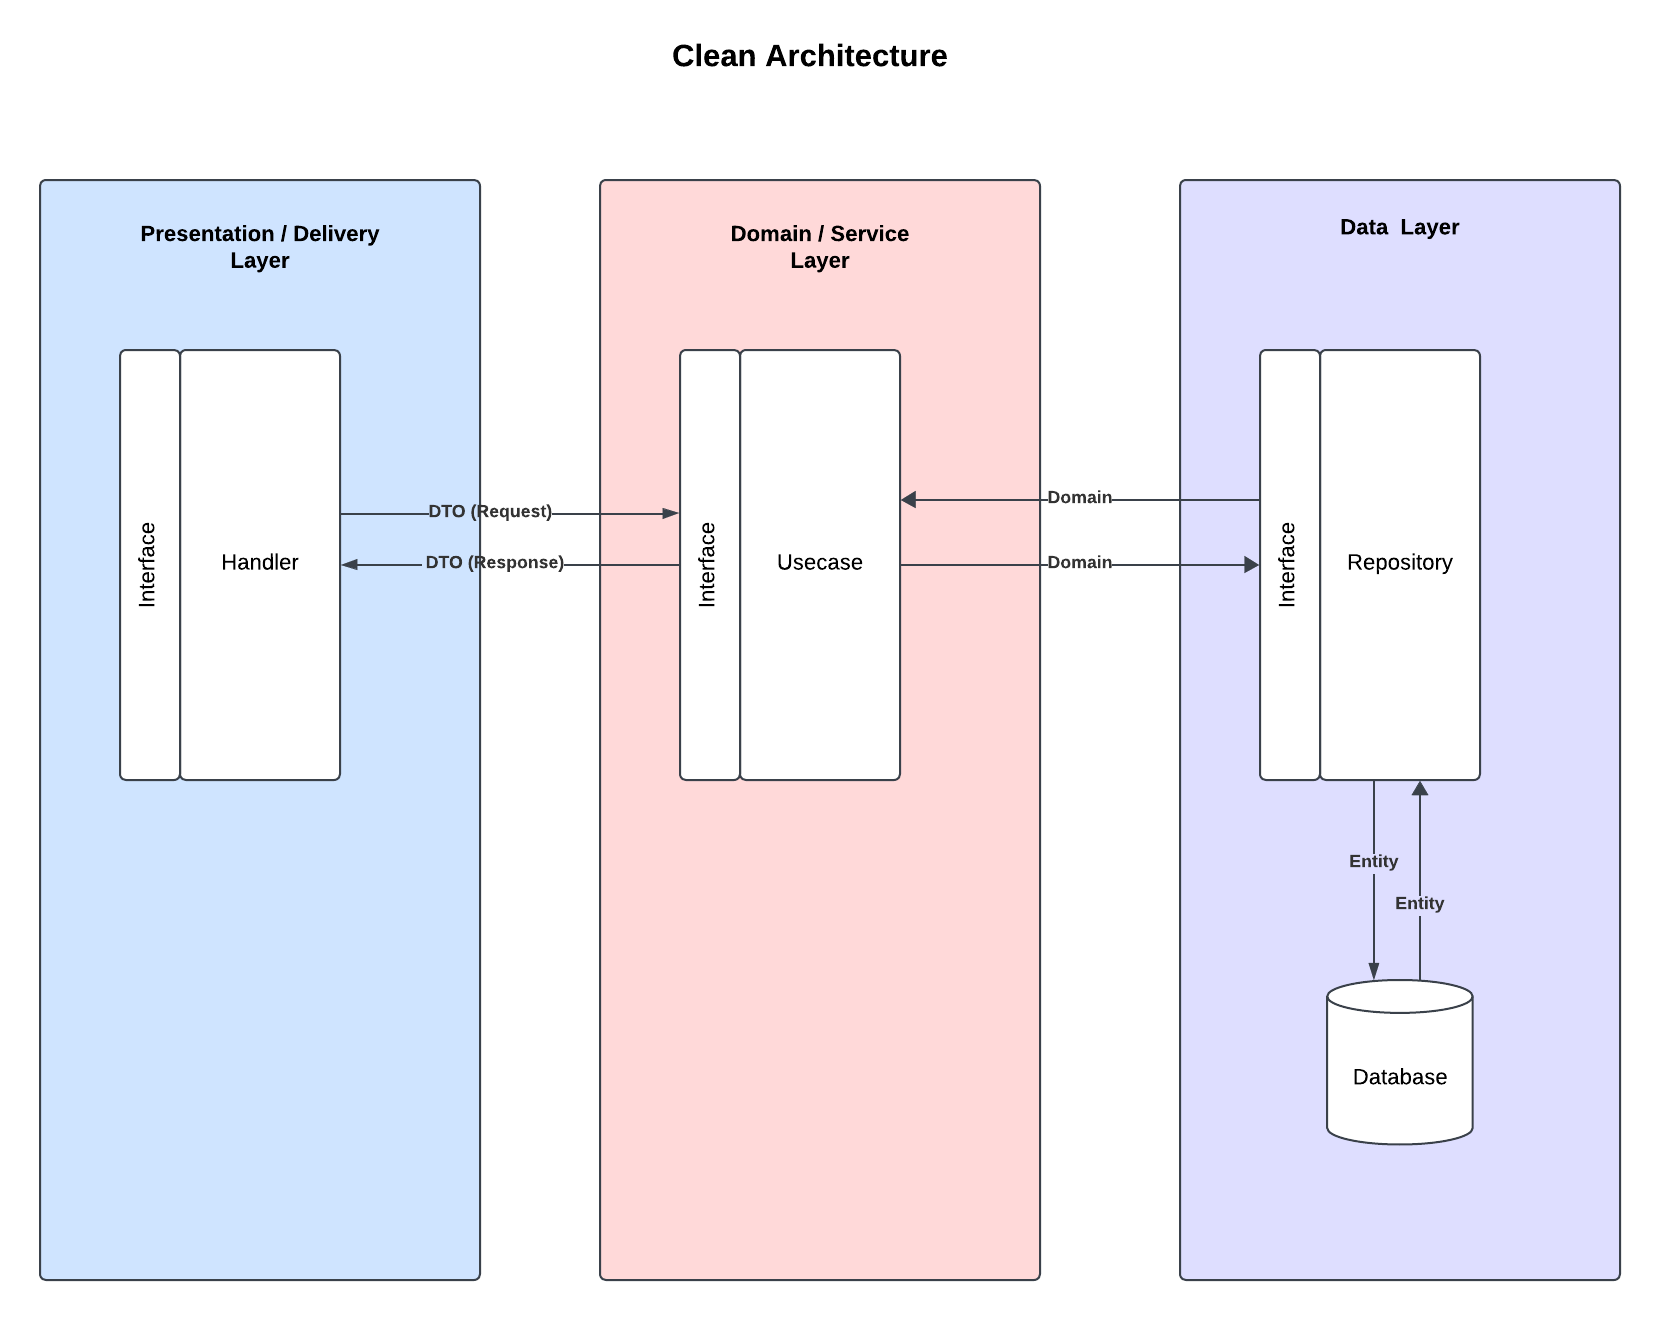 Clean Architecture
Presentation / Delivery
Layer
Interface
Handler
DTO (Request)
DTO (Response)
Domain / Service
Layer
Interface
Usecase
Domain
Domain
Data  Layer
Interface
Repository
Entity
Entity
Database